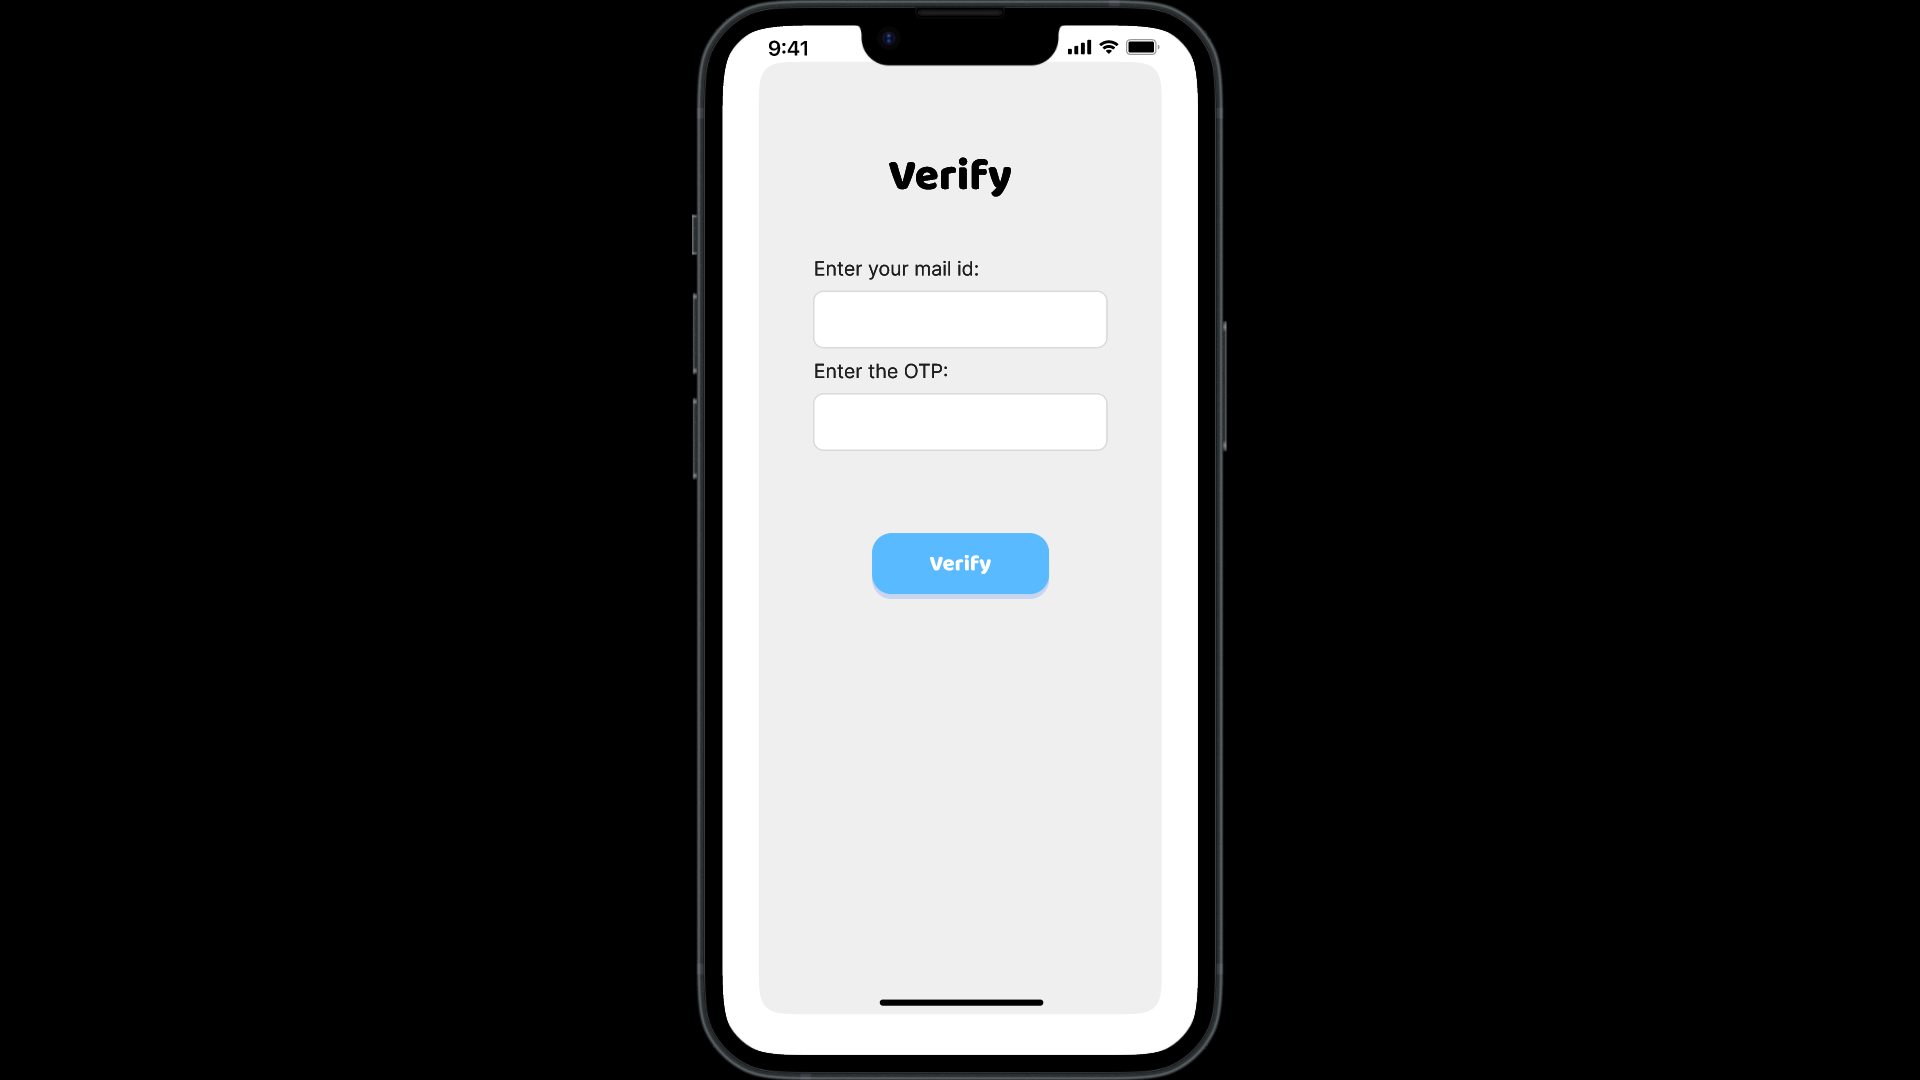 9:41
Verify
Enter your mail id:
Enter the OTP:
Verify